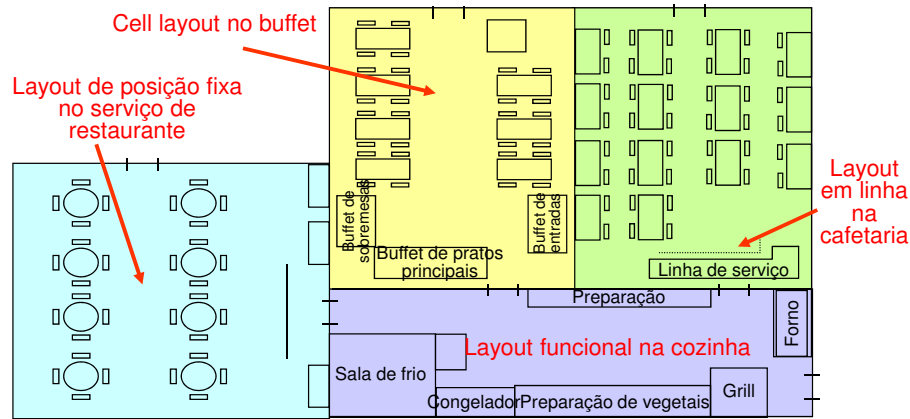 Cell layout no buffet
Layout de posição fixa
no serviço de
restaurante
Layout
em linha
na
cafetaria
Buffet de
sobremesas
Buffet de pratos
principais
Buffet de
entradas
Linha de serviço
Preparação
Forno
Layout funcional na cozinha
Sala de frio
Congelador
Preparação de vegetais
Grill